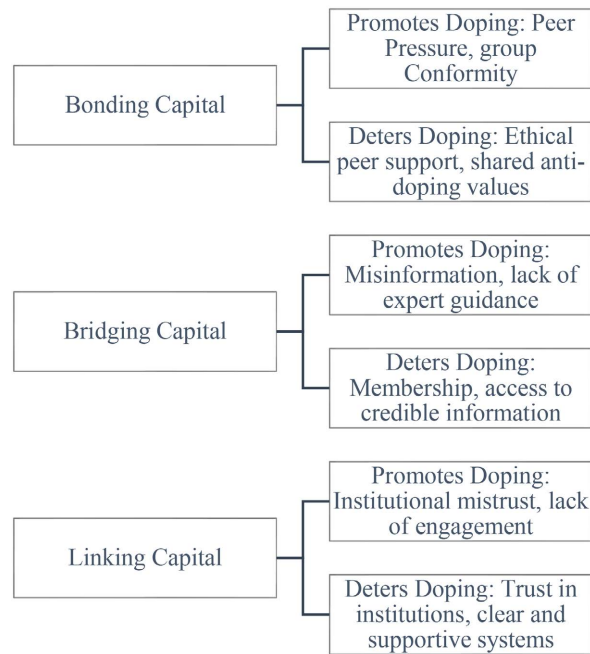 Bonding Capital
Promotes Doping: Peer
Pressure, group
Conformity
Deters Doping: Ethical
peer support, shared anti-
doping values
Bridging Capital
Promotes Doping:
Misinformation, lack of
expert guidance
Deters Doping:
Membership, access to
credible information
Linking Capital
Promotes Doping:
Institutional mistrust, lack
of engagement
Deters Doping: Trust in
institutions, clear and
supportive systems